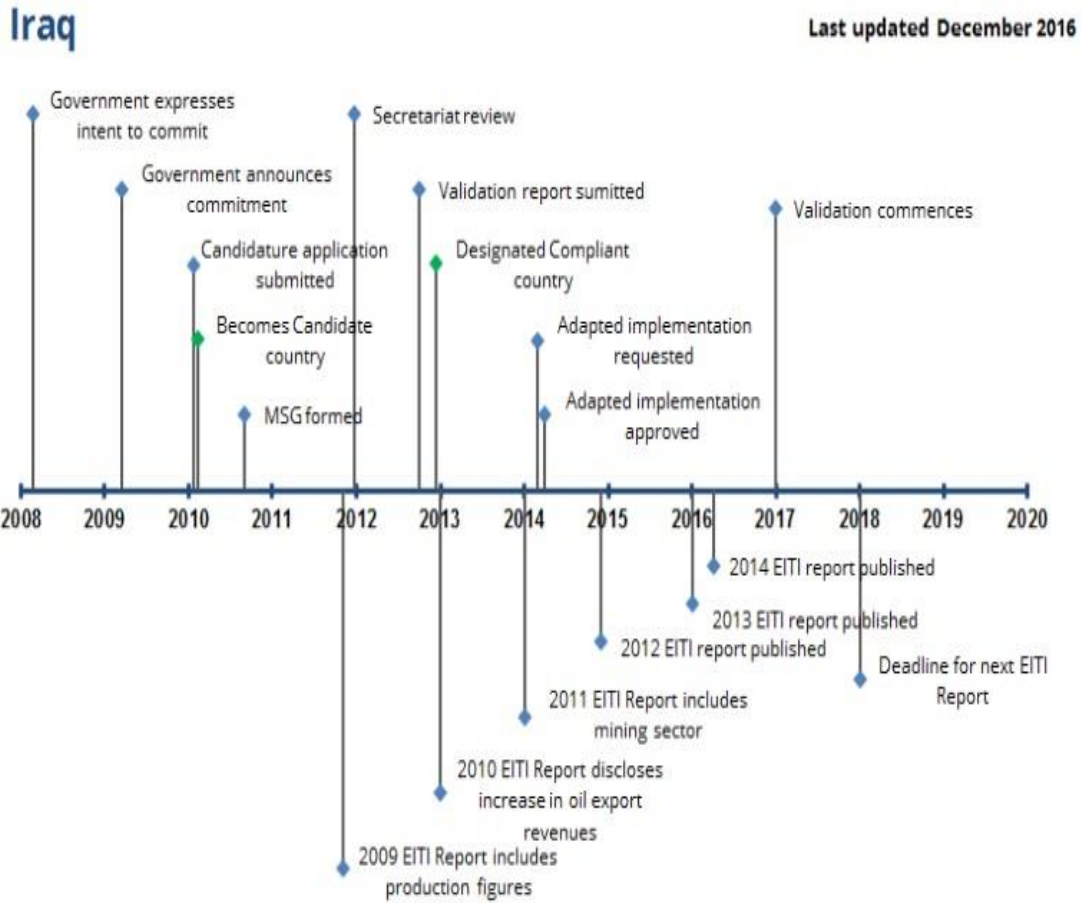 Iraq
Last updated December 2016
Government expresses
intent to commit
Secretariat review
Government announces
commitment
Validation report sumitted
Validation commences
Candidature application
submitted
Designated Compliant
country
Becomes Candidate
country
Adapted implementation
requested
MSG formed
Adapted implementation
approved
2008 2009 2010 2011 2012 2013 2014 2015 2016 2017 2018 2019 2020
2014 EITI report published
2013 EITI report published
2012 EITI report published
Deadline for next EITI
Report
2011 EITI Report includes
mining sector
2010 EITI Report discloses
increase in oil export
revenues
2009 EITI Report includes
production figures